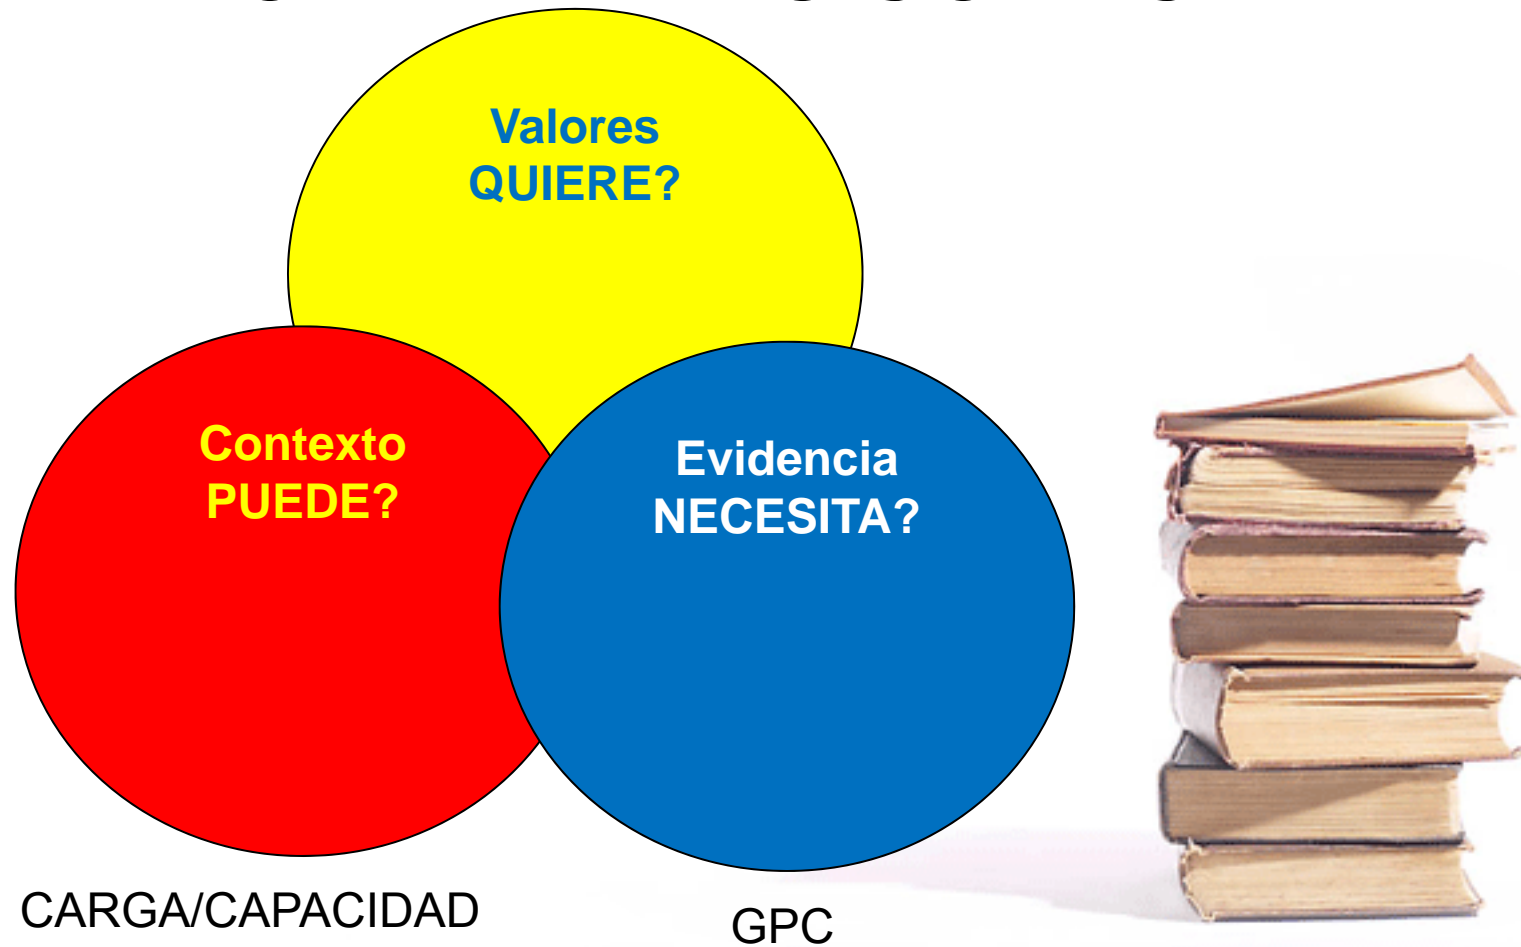 Valores
QUIERE?
Contexto
PUEDE?
Evidencia
NECESITA?
CARGA/CAPACIDAD
GPC